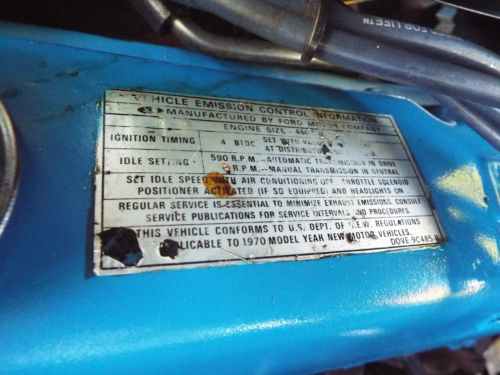 FOR LIFE™
VEHICLE EMISSION CONTROL INFORMATION
MANUFACTURED BY FORD MOTOR COMPANY
ENGINE SIZE - 460
IGNITION TIMING 4 BTDC SET WITH
AT
IDLE SETTING 590 R.P.M.-AUTOMATIC TRANSMISSION IN DRIVE
R.P.M.-MANUAL TRANSMISSION IN NEUTRAL
SET IDLE SPEED WITH AIR CONDITIONING OFF, THROTTLE SOLENOID
POSITIONER ACTIVATED (IF SO EQUIPPED) AND HEADLIGHTS ON
REGULAR SERVICE IS ESSENTIAL TO MINIMIZE EXHAUST EMISSIONS. CONSULT
SERVICE PUBLICATIONS FOR SERVICE INTERVALS AND PROCEDURES.
THIS VEHICLE CONFORMS TO U.S. DEPT. OF H.E.W. REGULATIONS
APPLICABLE TO 1970 MODEL YEAR NEW MOTOR VEHICLES.
DOVE-9C485-B